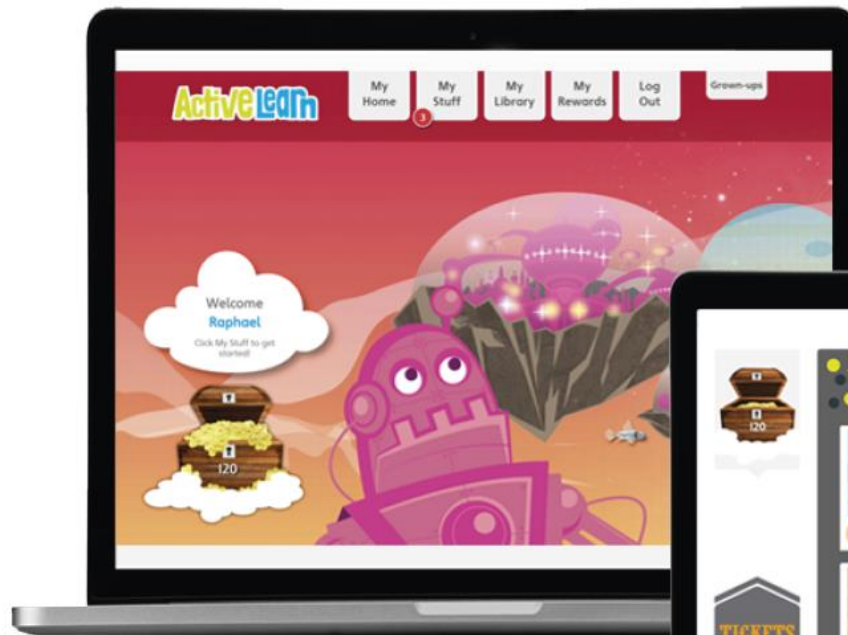 ActiveLearn
My
Home
My
Stuff
3
My
Library
My
Rewards
Log
Out
Grown-ups
Welcome
Raphael
Click My Stuff to get
started!
120
120
TICKETS